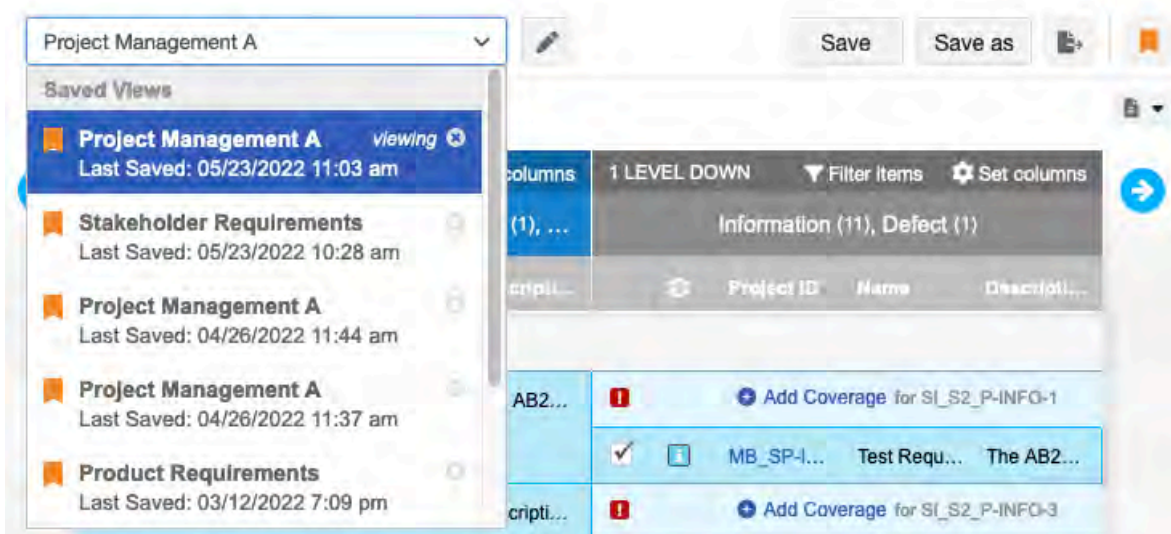 Project Management A
Save
Save as
Saved Views
Project Management A viewing
Last Saved: 05/23/2022 11:03 am
columns
1 LEVEL DOWN
Filter items
Set columns
Stakeholder Requirements
Last Saved: 05/23/2022 10:28 am
(1), ...
Information (11), Defect (1)
cripti...
Project ID
Name
Descripti...
Project Management A
Last Saved: 04/26/2022 11:44 am
Project Management A
Last Saved: 04/26/2022 11:37 am
AB2...
Add Coverage for SI_S2_P-INFO-1
MB_SP-I...
Test Requ...
The AB2...
Product Requirements
Last Saved: 03/12/2022 7:09 pm
cripti...
Add Coverage for SI_S2_P-INFO-3